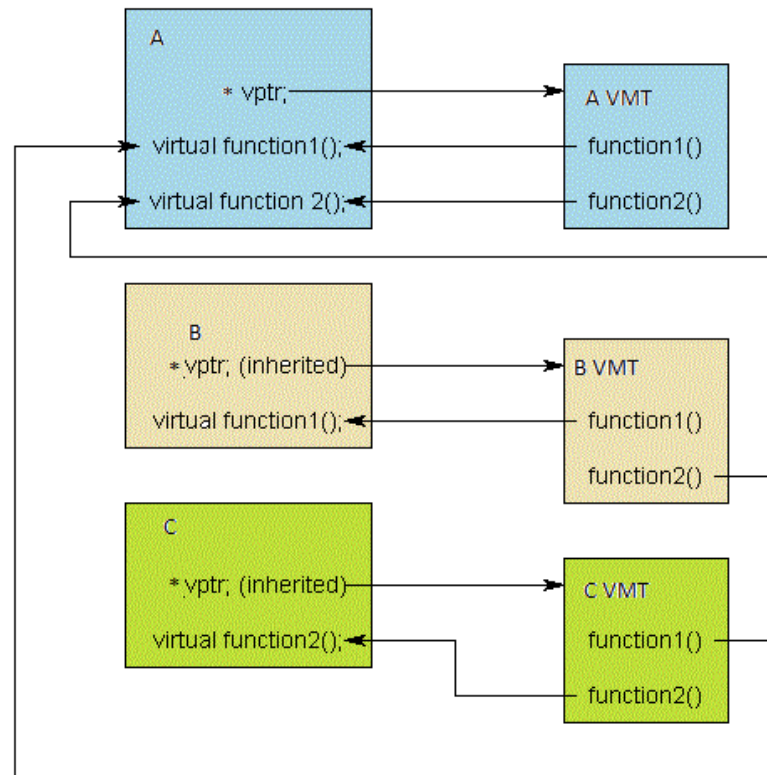 A
* vptr;
virtual function1();
virtual function 2();
A VMT
function1()
function2()
B
* vptr; (inherited)
virtual function1();
B VMT
function1()
function2()
C
* vptr; (inherited)
virtual function2();
C VMT
function1()
function2()